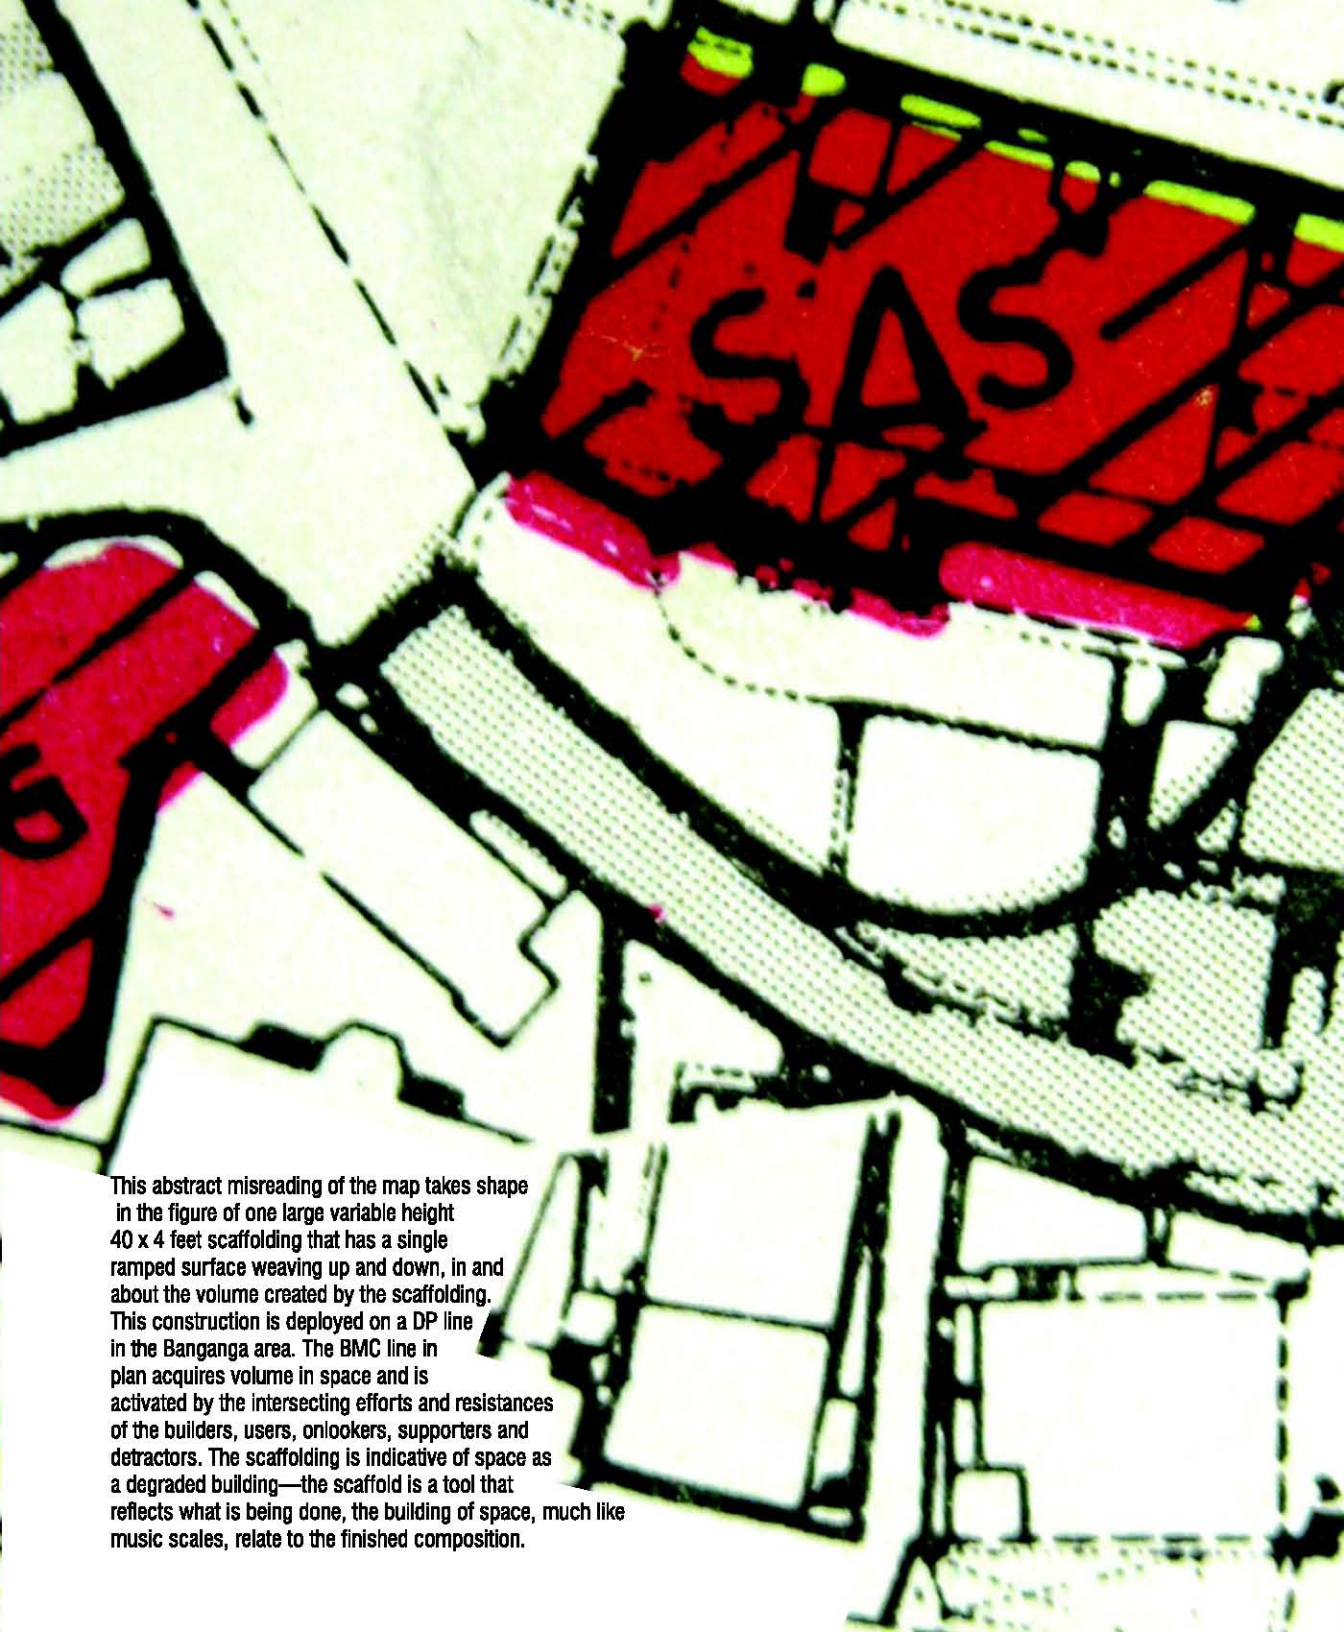 SAS
G
This abstract misreading of the map takes shape
in the figure of one large variable height
40 x 4 feet scaffolding that has a single
ramped surface weaving up and down, in and
about the volume created by the scaffolding.
This construction is deployed on a DP line
in the Banganga area. The BMC line in
plan acquires volume in space and is
activated by the intersecting efforts and resistances
of the builders, users, onlookers, supporters and
detractors. The scaffolding is indicative of space as
a degraded building—the scaffold is a tool that
reflects what is being done, the building of space, much like
music scales, relate to the finished composition.